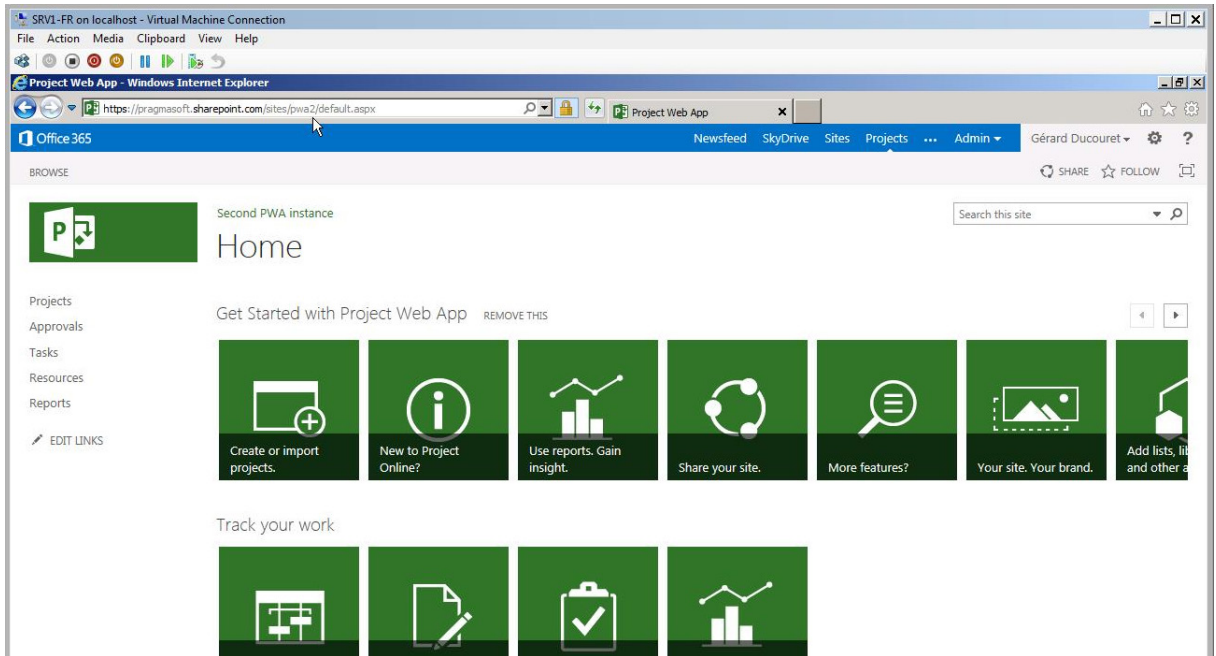 SRV1-FR on localhost - Virtual Machine Connection
File Action Media Clipboard View Help
Project Web App - Windows Internet Explorer
https://pragmasoft.sharepoint.com/sites/pwa2/default.aspx
Project Web App
Office 365
Newsfeed SkyDrive Sites Projects ... Admin Gérard Ducouret ?
BROWSE
SHARE FOLLOW
Second PWA instance
Search this site
P
Home
Projects
Approvals
Tasks
Resources
Reports
EDIT LINKS
Get Started with Project Web App REMOVE THIS
Create or import
projects.
New to Project
Online?
Use reports. Gain
insight.
Share your site.
More features?
Your site. Your brand.
Add lists, li
and other a
Track your work